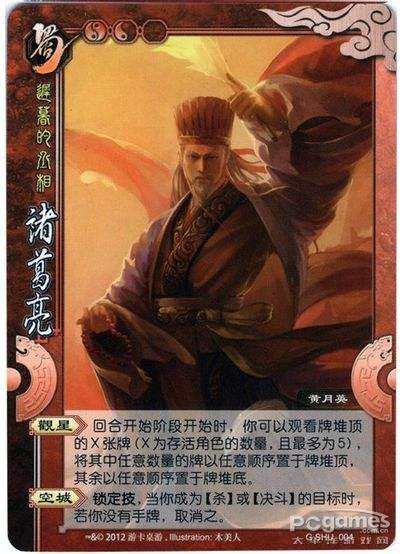 蜀
遲暮的丞相
諸葛亮
黄月英
觀星
回合开始阶段开始时，你可以观看牌堆顶
的X张牌（X为存活角色的数量，且最多为5），
将其中任意数量的牌以任意顺序置于牌堆顶，
其余以任意顺序置于牌堆底。
空城
锁定技，当你成为【杀】或【决斗】的目标时，
若你没有手牌，取消之。
™&© 2012 游卡桌游, Illustration: 木美人
G SHU 004
PCgames